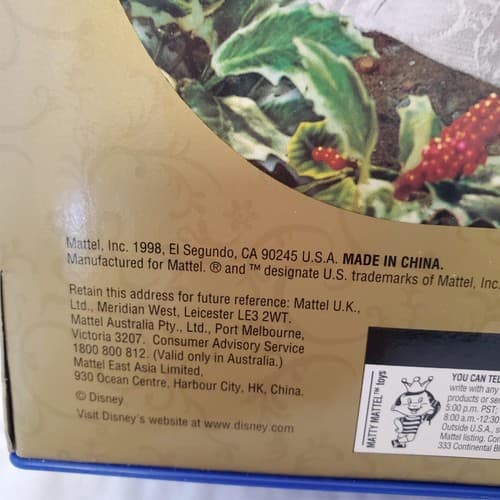 Mattel, Inc. 1998, El Segundo, CA 90245 U.S.A. MADE IN CHINA.
Manufactured for Mattel. ® and ™ designate U.S. trademarks of Mattel, Inc.
Retain this address for future reference: Mattel U.K.,
Ltd., Meridian West, Leicester LE3 2WT.
Mattel Australia Pty., Ltd., Port Melbourne,
Victoria 3207. Consumer Advisory Service
1800 800 812. (Valid only in Australia.)
Mattel East Asia Limited,
930 Ocean Centre, Harbour City, HK, China.
© Disney
Visit Disney's website at www.disney.com
MATTY MATTEL™ toys
YOU CAN TEL
write with any
products or se
5:00 p.m. PST:
8:00 a.m.-12:30
Outside U.S.A., s
Mattel listing. Con
333 Continental Bl